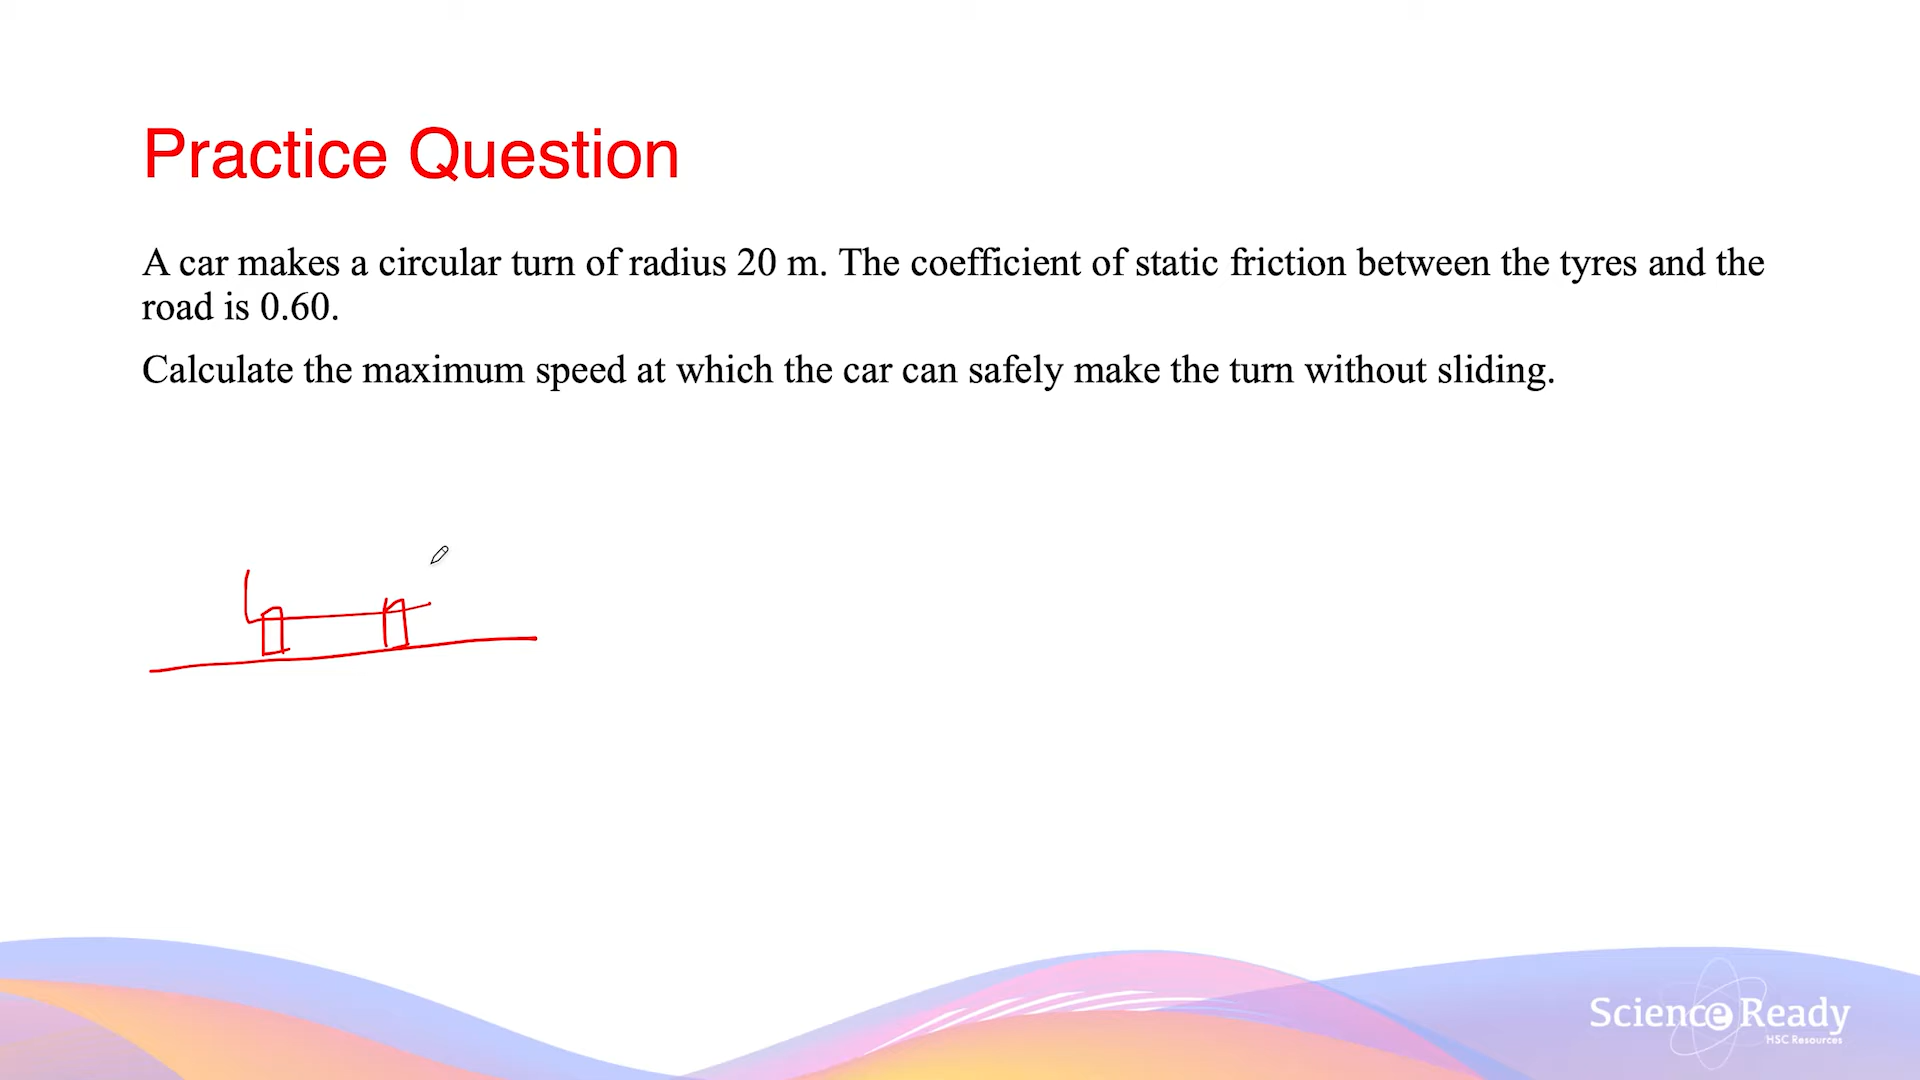 Practice Question
A car makes a circular turn of radius 20 m. The coefficient of static friction between the tyres and the
road is 0.60.
Calculate the maximum speed at which the car can safely make the turn without sliding.
Science Ready
HSC Resources